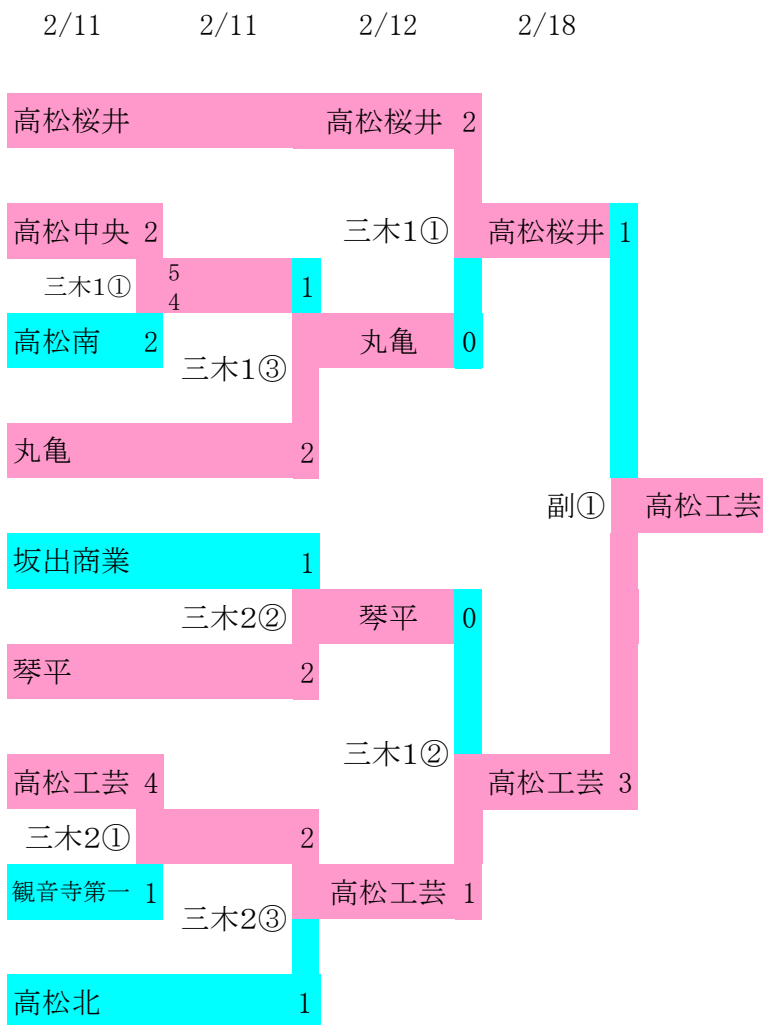 2/11 2/11 2/12 2/18
高松桜井 高松桜井 2
高松中央 2 三木1① 高松桜井 1
三木1① 5 1
4
高松南 2 丸亀 0
三木1③
丸亀 2
副① 高松工芸
坂出商業 1
三木2② 琴平 0
琴平 2
三木1②
高松工芸 4 高松工芸 3
三木2① 2
観音寺第一 1 高松工芸 1
三木2③
高松北 1